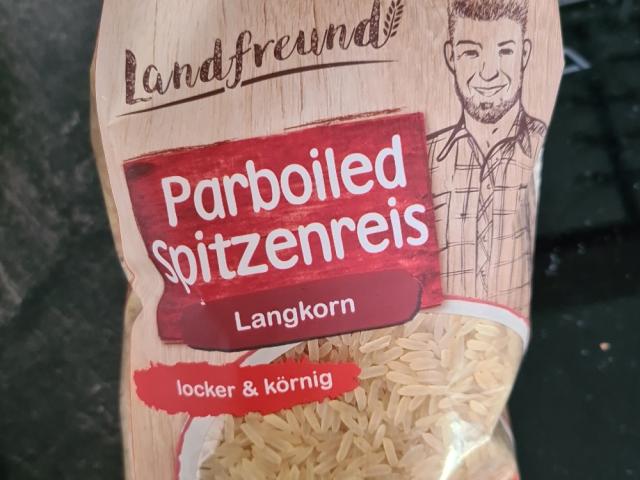 Landfreund
Parboiled
Spitzenreis
Langkorn
locker & körnig